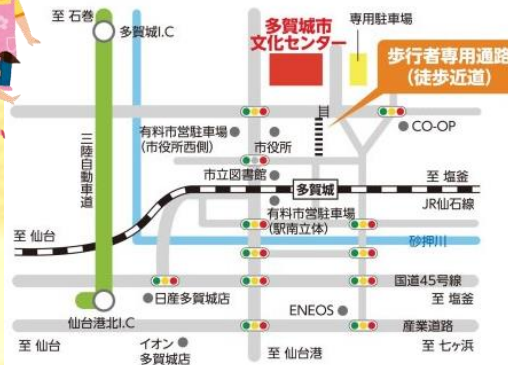 至 石巻
多賀城I.C
多賀城市
文化センター
専用駐車場
歩行者専用通路
(徒歩近道)
有料市営駐車場
(市役所西側)
市役所
CO-OP
三陸自動車道
市立図書館
多賀城
至 塩釜
JR仙石線
有料市営駐車場
(駅南立体)
至 仙台
砂押川
国道45号線
日産多賀城店
至 塩釜
ENEOS
仙台港北I.C
産業道路
至 仙台
イオン
多賀城店
至 仙台港
至 七ヶ浜